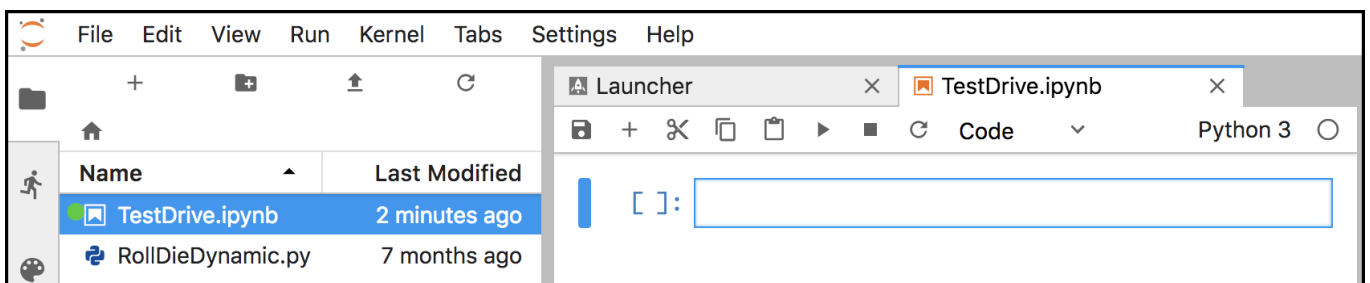 File Edit View Run Kernel Tabs Settings Help
Launcher
TestDrive.ipynb
Code
Python 3
Name
Last Modified
TestDrive.ipynb
2 minutes ago
RollDieDynamic.py
7 months ago
[ ]: